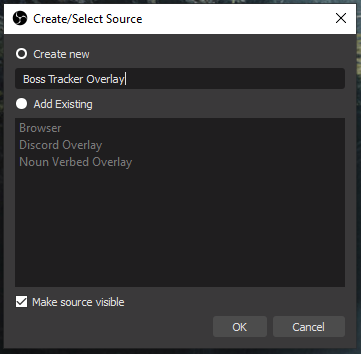 Create/Select Source
Create new
Boss Tracker Overlay
Add Existing
Browser
Discord Overlay
Noun Verbed Overlay
Make source visible
OK
Cancel